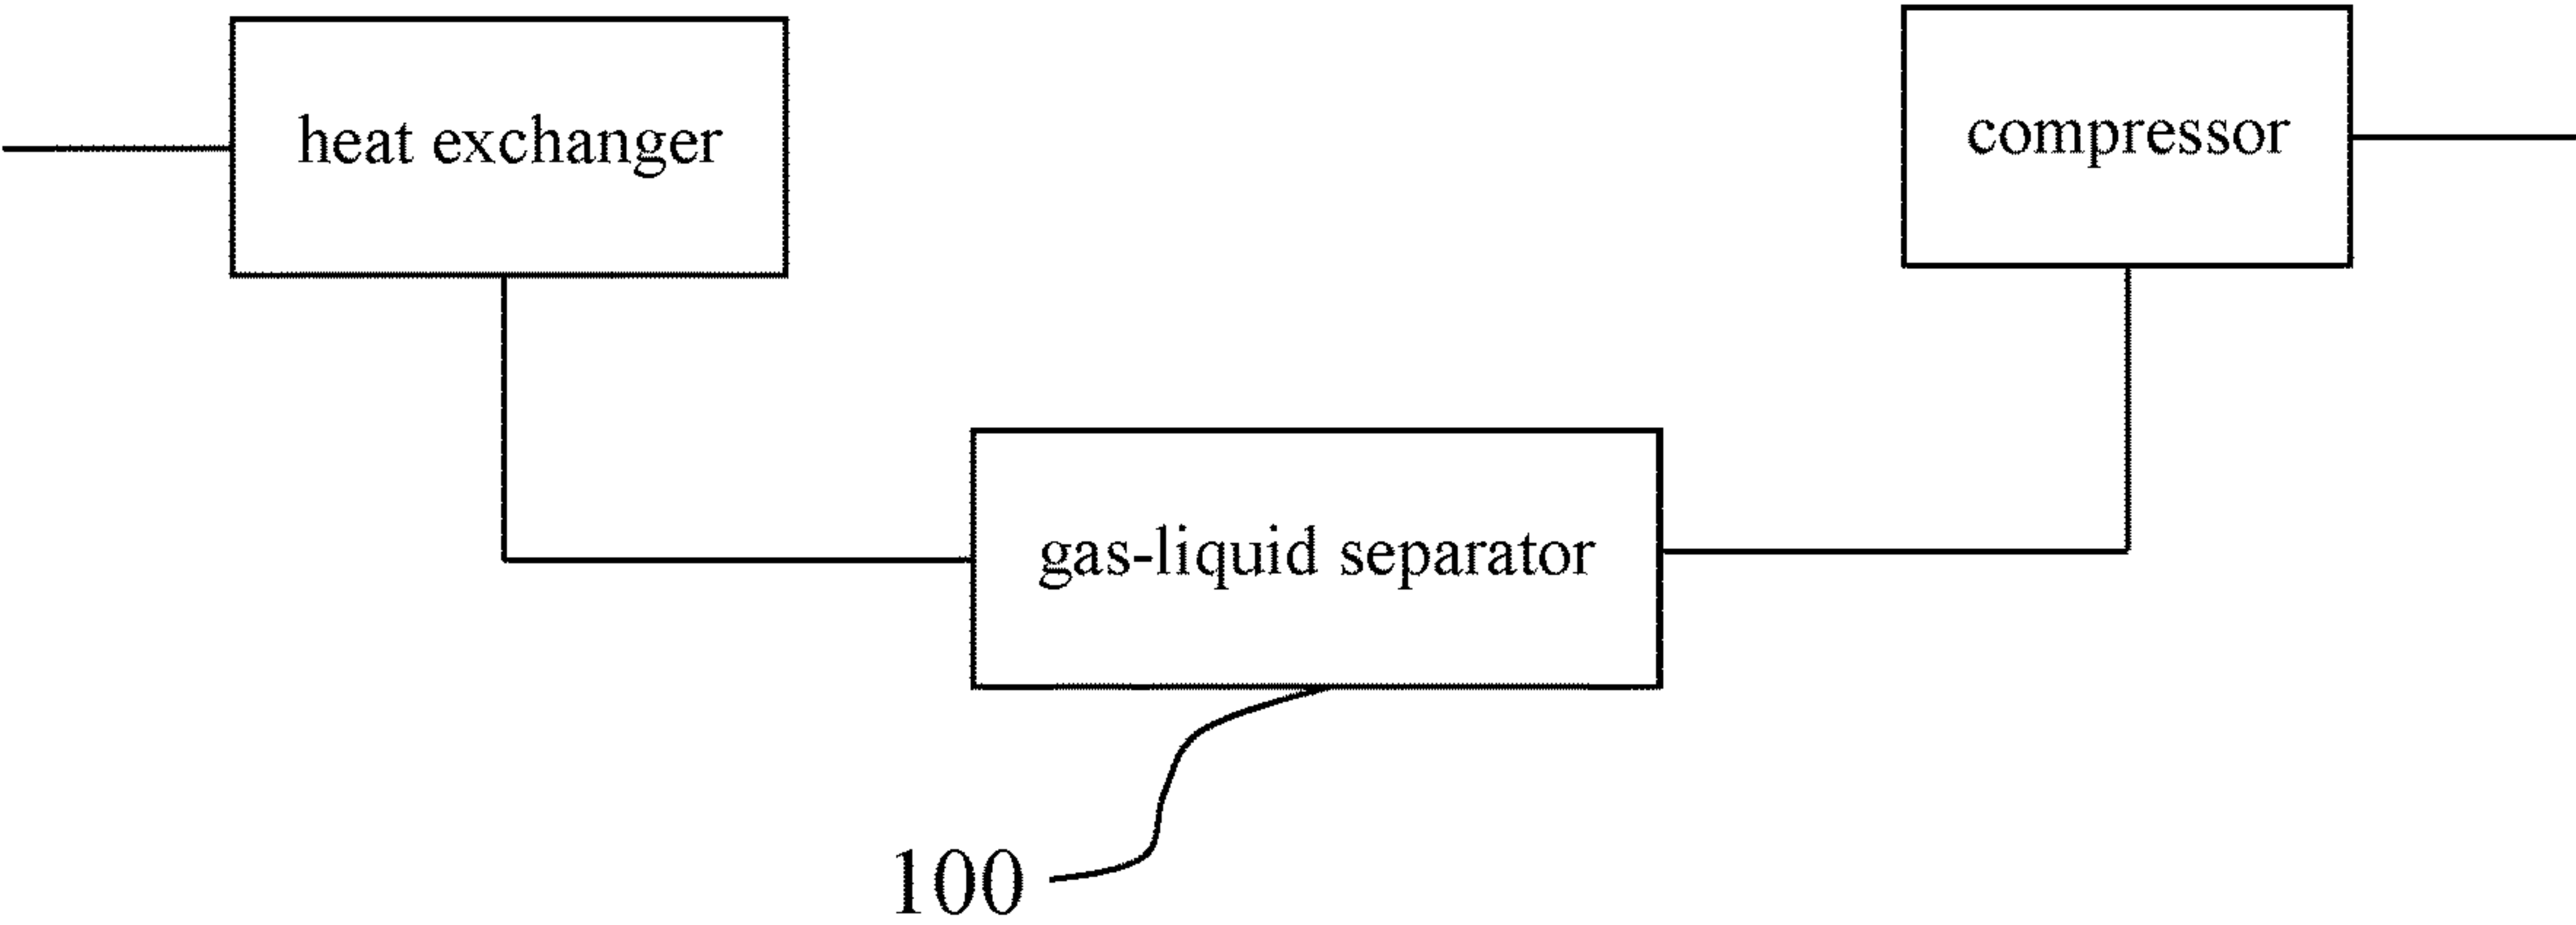 heat exchanger
compressor
gas-liquid separator
100